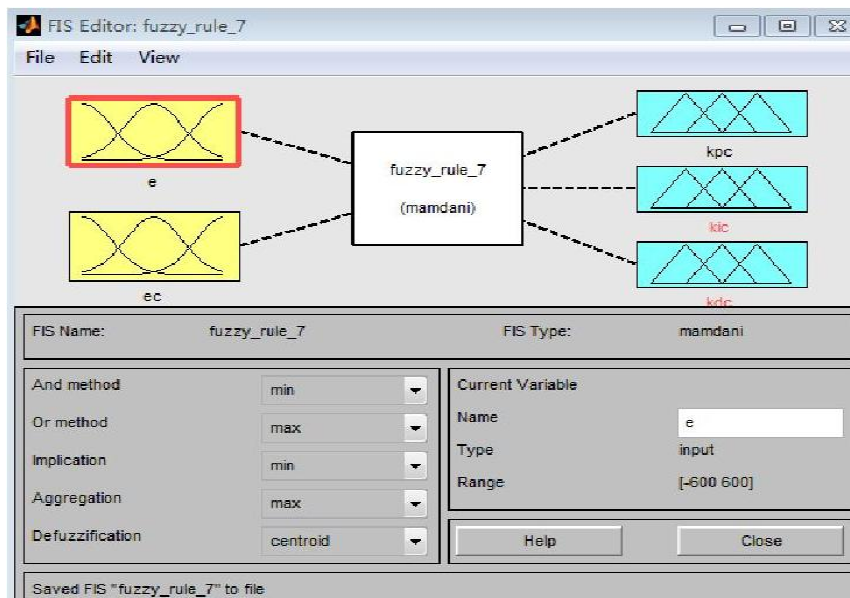 FIS Editor: fuzzy_rule_7
File Edit View
e
ec
fuzzy_rule_7
(mamdani)
kpc
kic
kdc
FIS Name: fuzzy_rule_7 FIS Type: mamdani
And method min
Or method max
Implication min
Aggregation max
Defuzzification centroid
Current Variable
Name e
Type input
Range [-600 600]
Help Close
Saved FIS "fuzzy_rule_7" to file